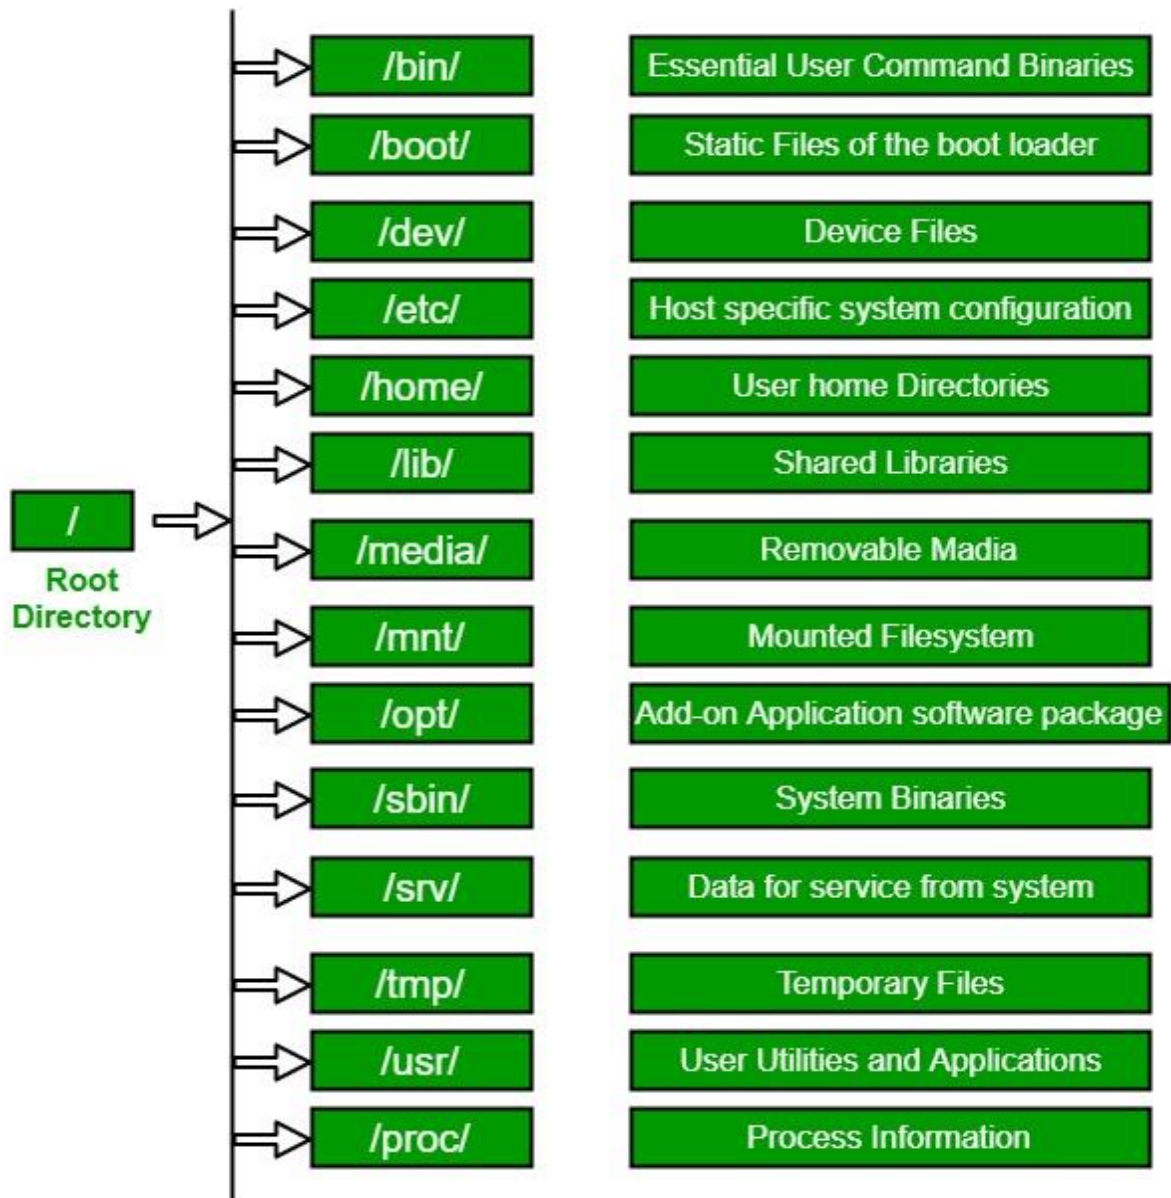 /bin/ Essential User Command Binaries
/boot/ Static Files of the boot loader
/dev/ Device Files
/etc/ Host specific system configuration
/home/ User home Directories
/lib/ Shared Libraries
/
Root
Directory
/media/ Removable Madia
/mnt/ Mounted Filesystem
/opt/ Add-on Application software package
/sbin/ System Binaries
/srv/ Data for service from system
/tmp/ Temporary Files
/usr/ User Utilities and Applications
/proc/ Process Information